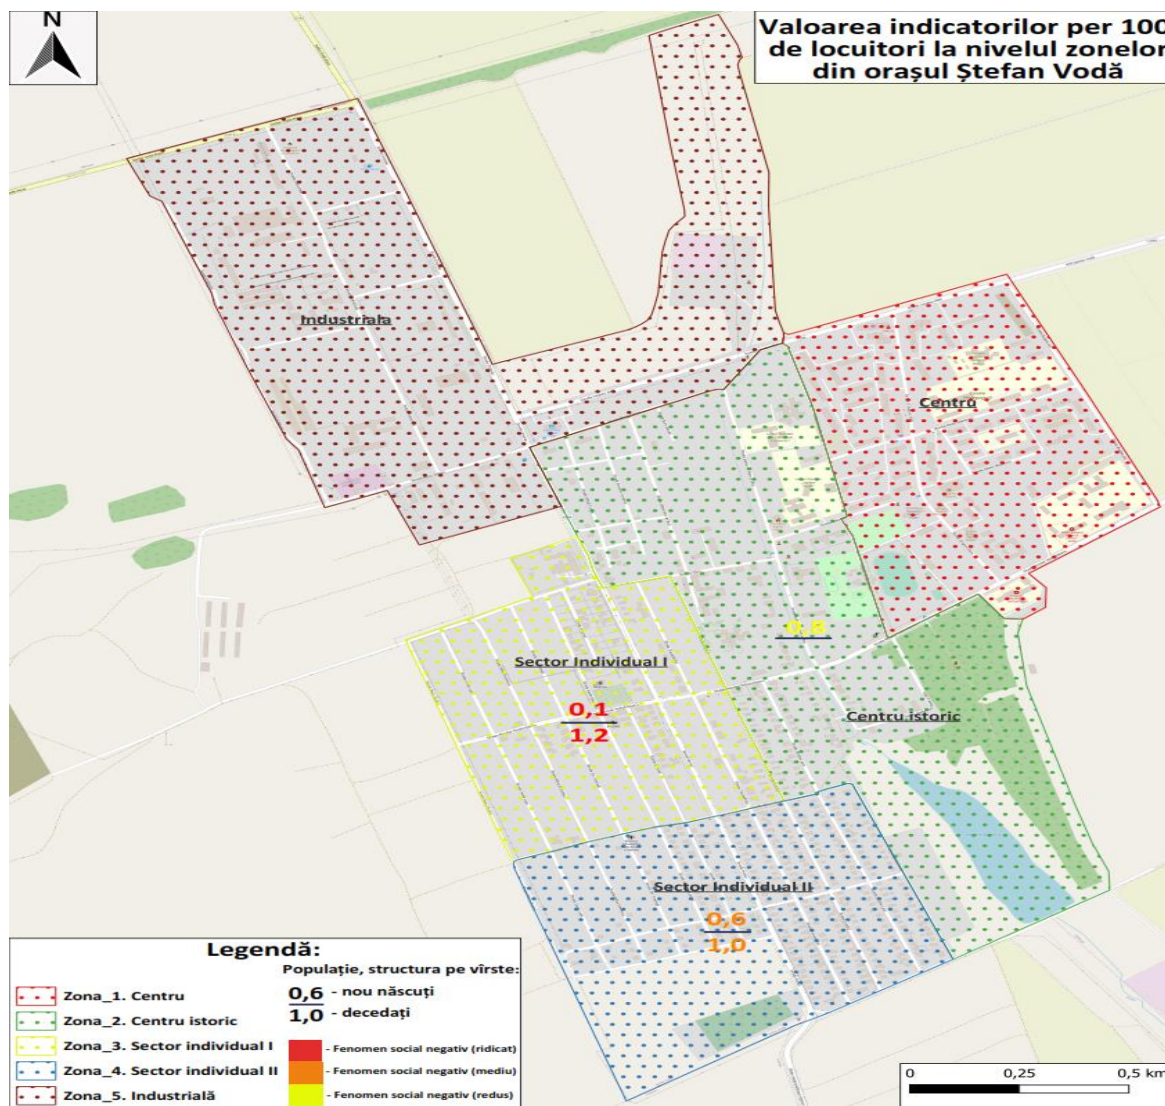 N
Valoarea indicatorilor per 100
de locuitori la nivelul zonelor
din orașul Ștefan Vodă
Industriala
Centru
0,8
Sector Individual I
0,1
1,2
Centru istoric
Sector Individual II
0,6
1,0
Legendă:
Populație, structura pe vîrste:
0,6 - nou născuți
1,0 - decedați
Zona_1. Centru
Zona_2. Centru istoric
Zona_3. Sector individual I
Zona_4. Sector individual II
Zona_5. Industrială
- Fenomen social negativ (ridicat)
- Fenomen social negativ (mediu)
- Fenomen social negativ (redus)
0 0,25 0,5 km